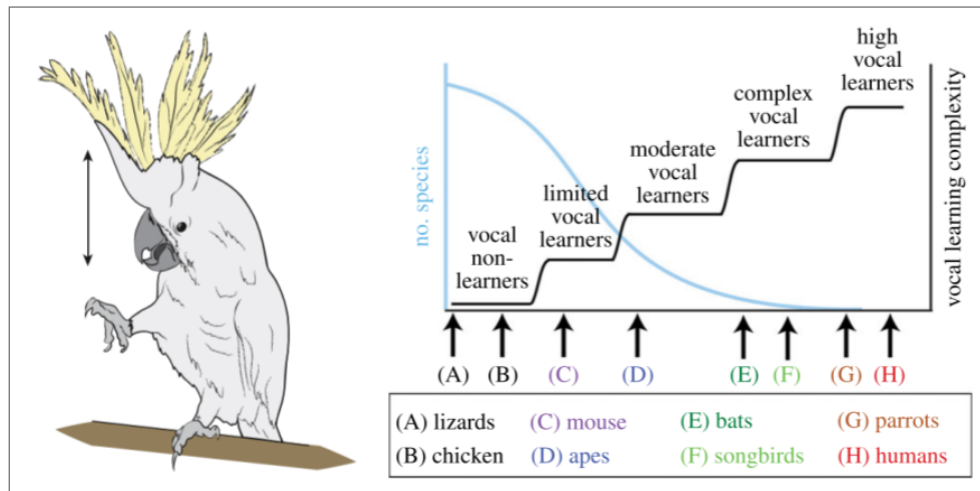 no. species
vocal
non-
learners
limited
vocal
learners
moderate
vocal
learners
complex
vocal
learners
high
vocal
learners
vocal learning complexity
(A) (B) (C) (D) (E) (F) (G) (H)
(A) lizards (C) mouse (E) bats (G) parrots
(B) chicken (D) apes (F) songbirds (H) humans